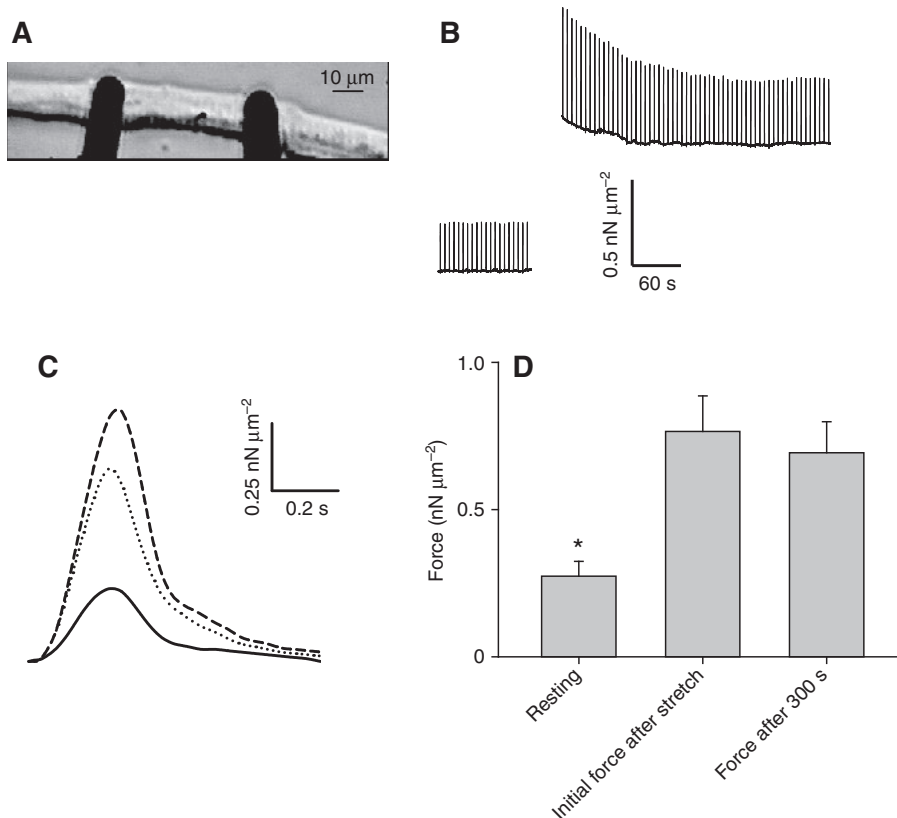 A
10 μm
B
0.5 nN μm⁻²
60 s
C
0.25 nN μm⁻²
0.2 s
D
Force (nN μm⁻²)
1.0
0.5
0
*
Resting
Initial force after stretch
Force after 300 s